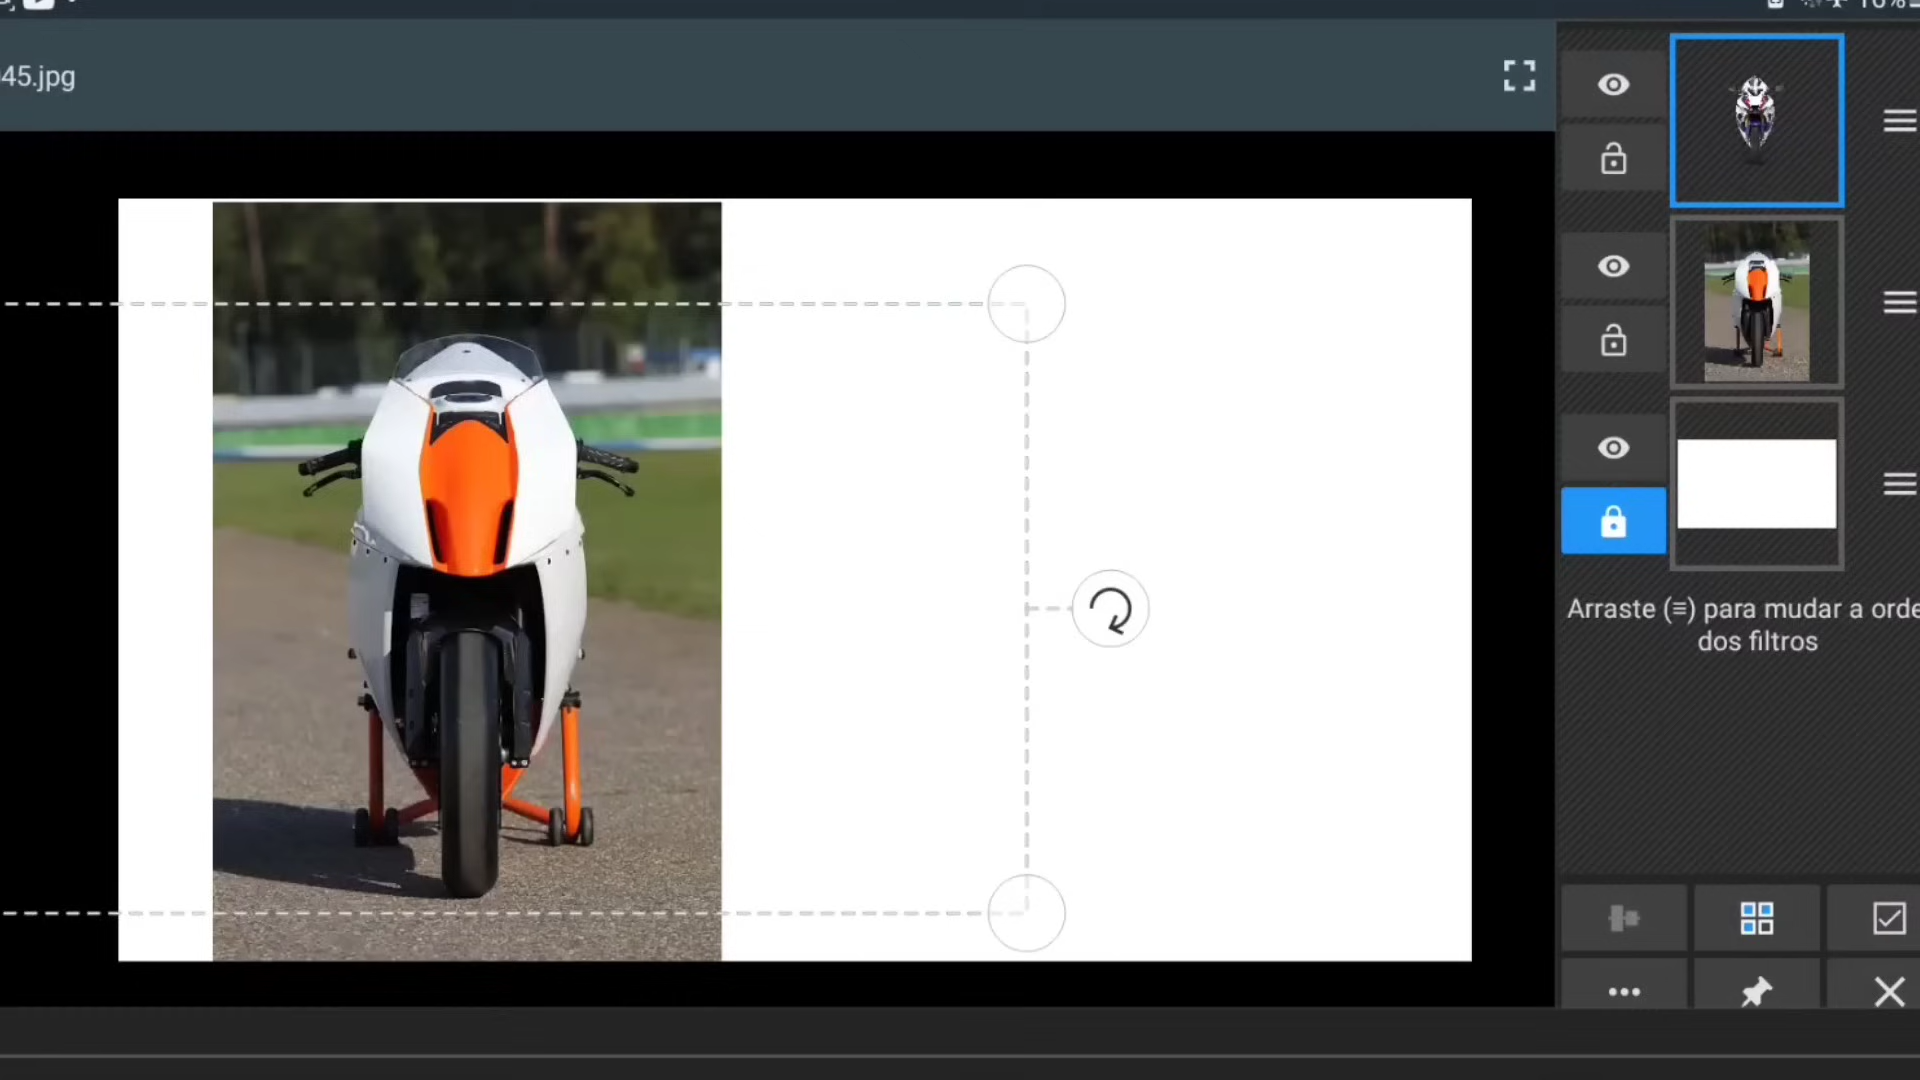 45.jpg
Arraste (≡) para mudar a orde
dos filtros